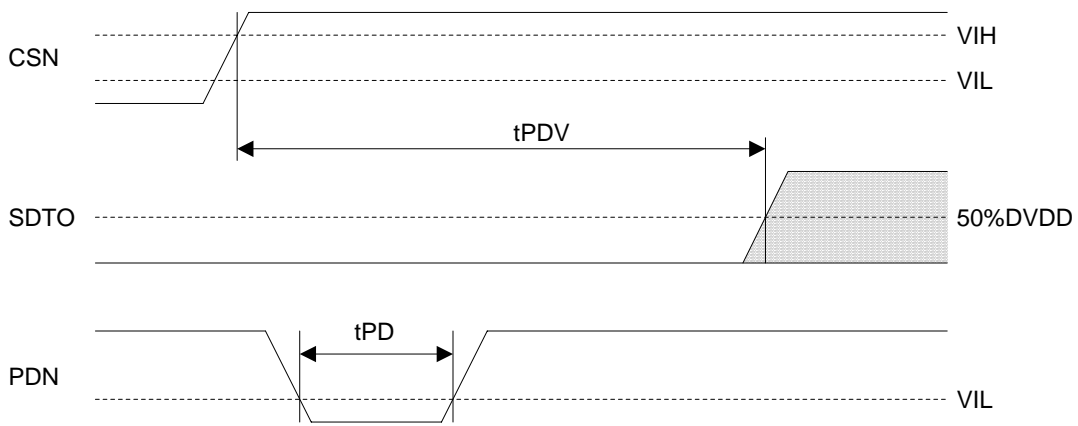 CSN
VIH
VIL
tPDV
SDTO
50%DVDD
tPD
PDN
VIL